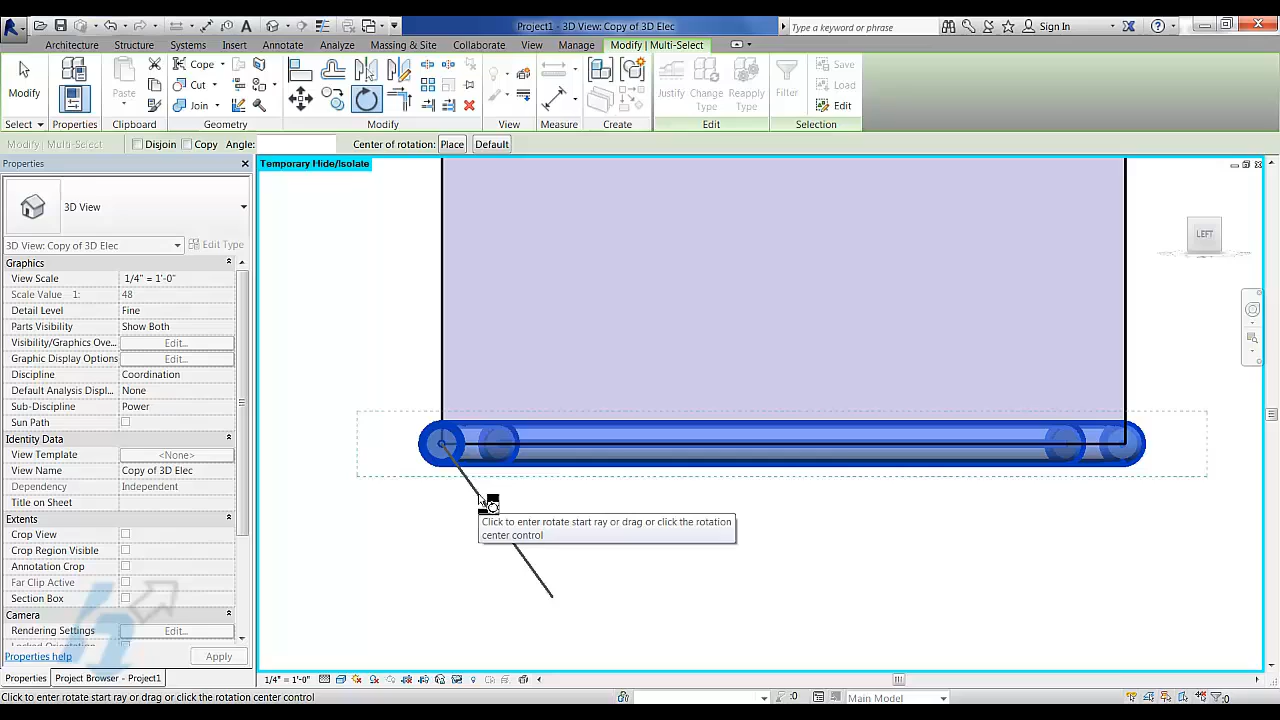 Project1 - 3D View: Copy of 3D Elec
Type a keyword or phrase
Sign In
Architecture Structure Systems Insert Annotate Analyze Massing & Site Collaborate View Manage Modify | Multi-Select
Modify
Paste
Cope
Cut
Join
Justify
Change Type
Reapply Type
Filter
Save
Load
Edit
Select Properties Clipboard Geometry Modify View Measure Create Edit Selection
Modify Multi-Select Disjoin Copy Angle: Center of rotation: Place Default
Properties
Temporary Hide/Isolate
3D View
LEFT
3D View: Copy of 3D Elec Edit Type
Graphics
View Scale 1/4" = 1'-0"
Scale Value 1: 48
Detail Level Fine
Parts Visibility Show Both
Visibility/Graphics Ove... Edit...
Graphic Display Options Edit...
Discipline Coordination
Default Analysis Displ... None
Sub-Discipline Power
Sun Path
Identity Data
View Template <None>
View Name Copy of 3D Elec
Dependency Independent
Title on Sheet
Extents
Crop View
Crop Region Visible
Annotation Crop
Far Clip Active
Section Box
Camera
Rendering Settings Edit...
Click to enter rotate start ray or drag or click the rotation
center control
Properties help Apply
Properties Project Browser - Project1
1/4" = 1'-0"
Click to enter rotate start ray or drag or click the rotation center control
:0
Main Model
:0